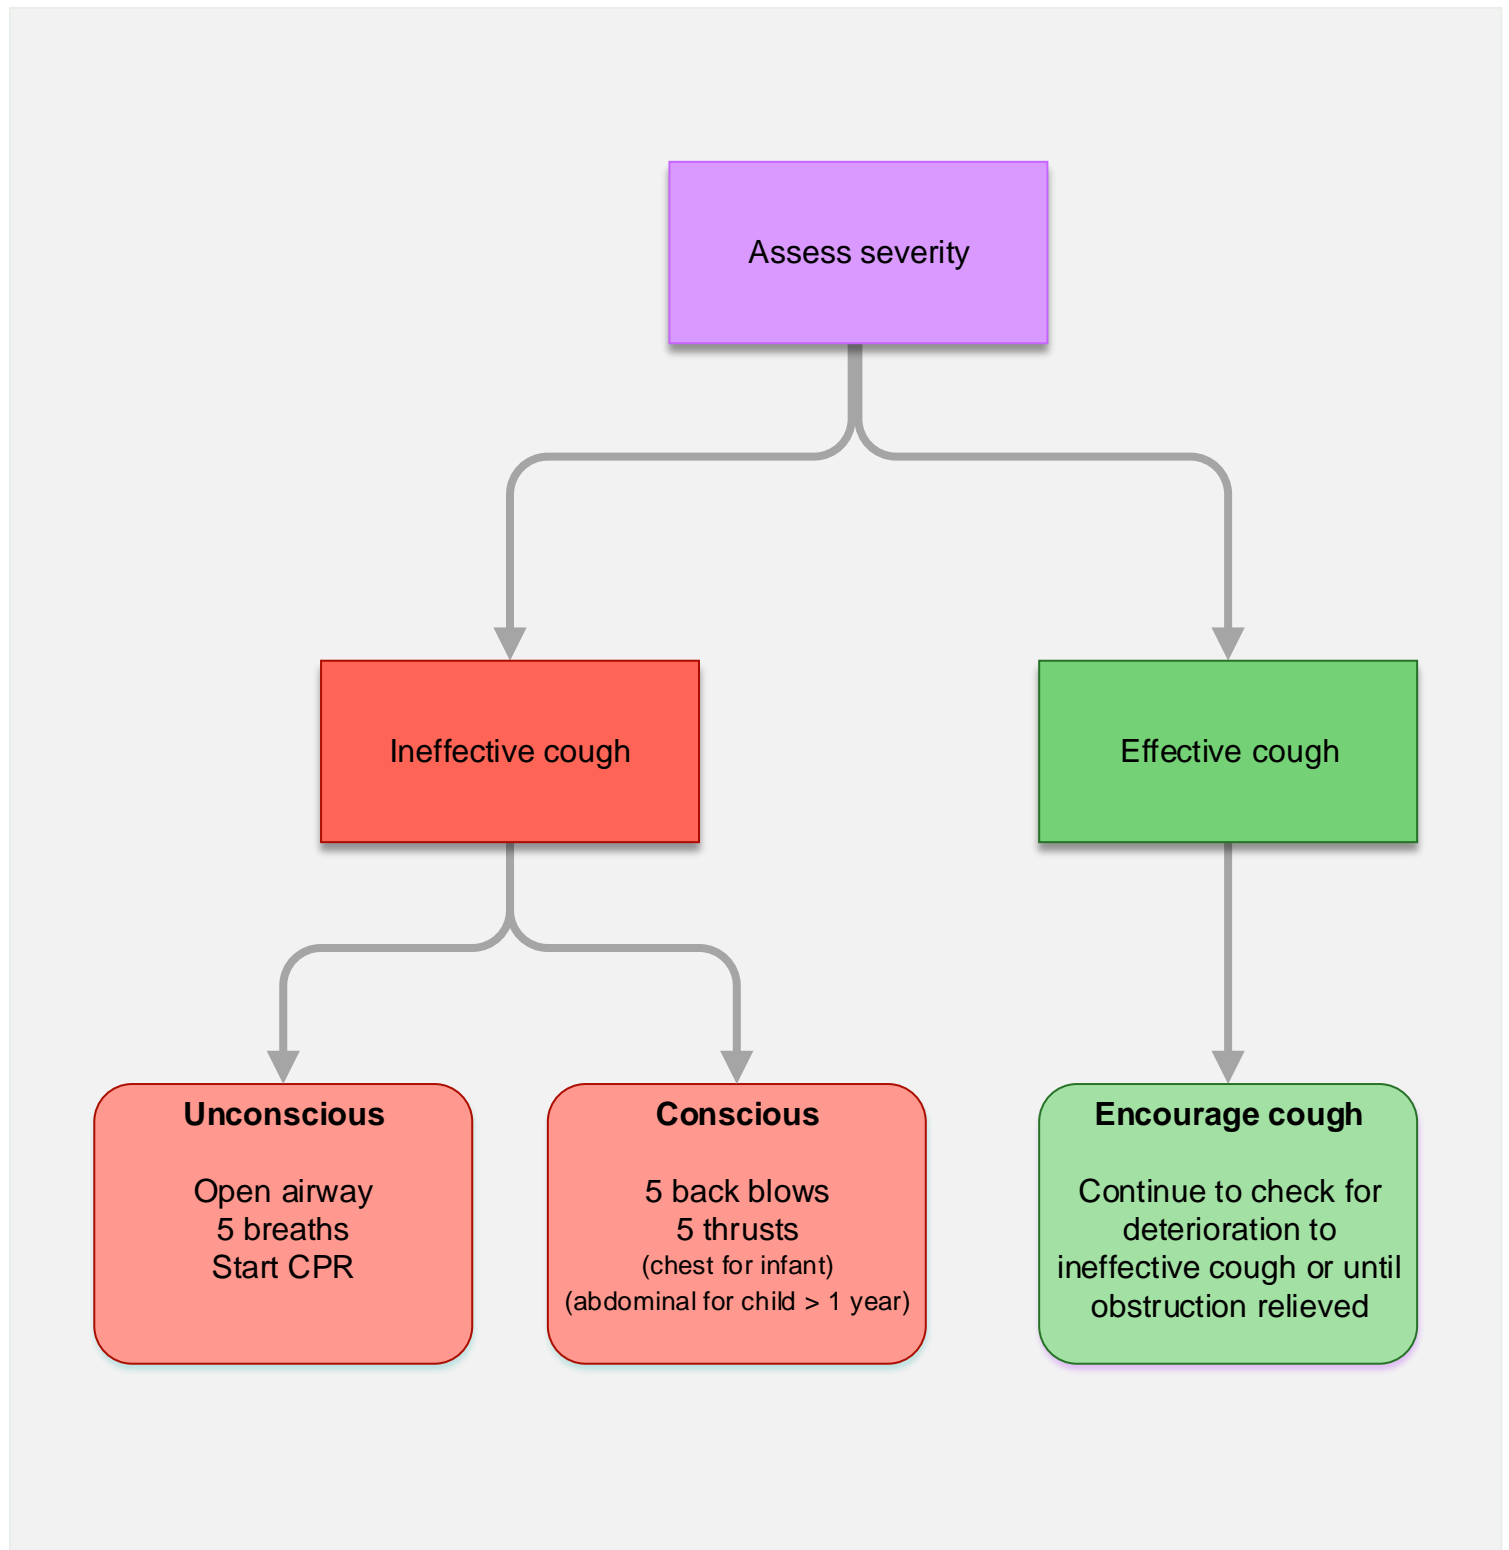 Assess severity
Ineffective cough
Effective cough
Unconscious
Open airway
5 breaths
Start CPR
Conscious
5 back blows
5 thrusts
(chest for infant)
(abdominal for child > 1 year)
Encourage cough
Continue to check for
deterioration to
ineffective cough or until
obstruction relieved